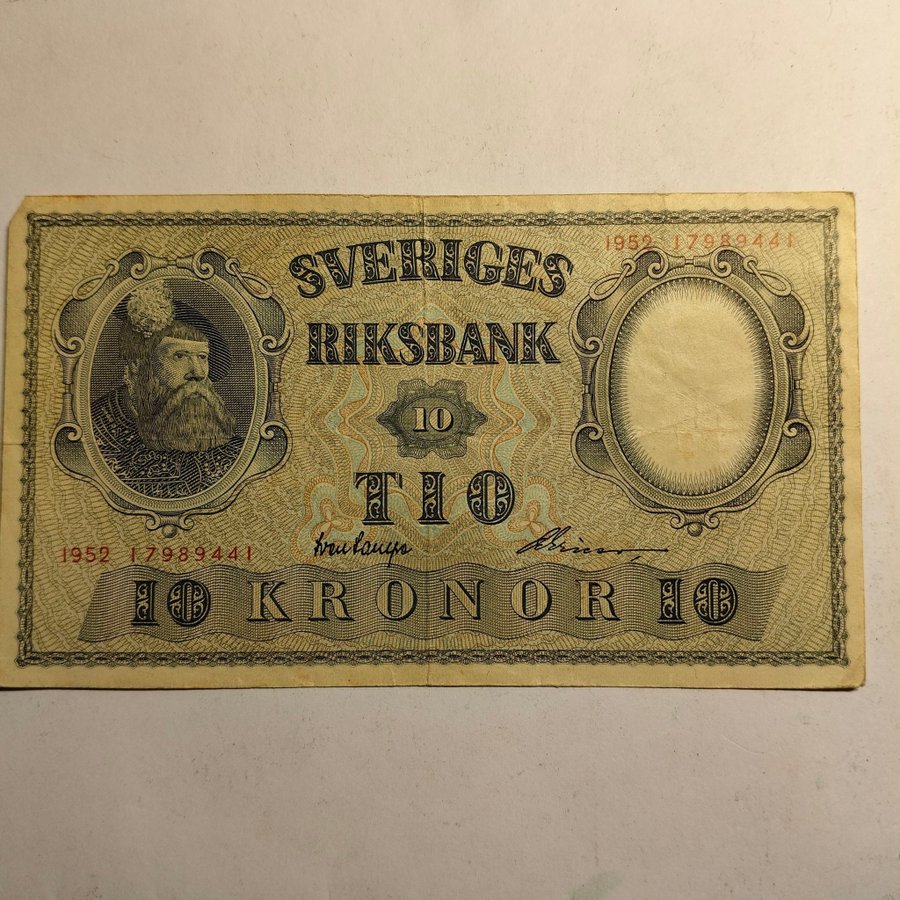 1952 17989441
SVERIGES
RIKSBANK
10
TIO
1952 17989441
10 KRONOR 10